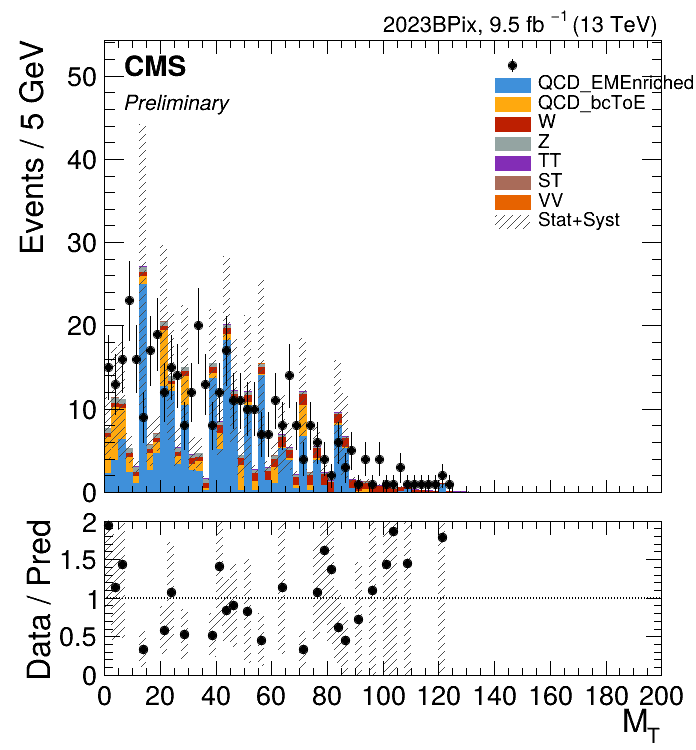 2023BPix, 9.5 fb⁻¹ (13 TeV)
CMS
Preliminary
Events / 5 GeV
50
40
30
20
10
0
QCD_EMEnriched
QCD_bcToE
W
Z
TT
ST
VV
Stat+Syst
Data / Pred
2
1.5
1
0.5
0
0 20 40 60 80 100 120 140 160 180 200
M_T